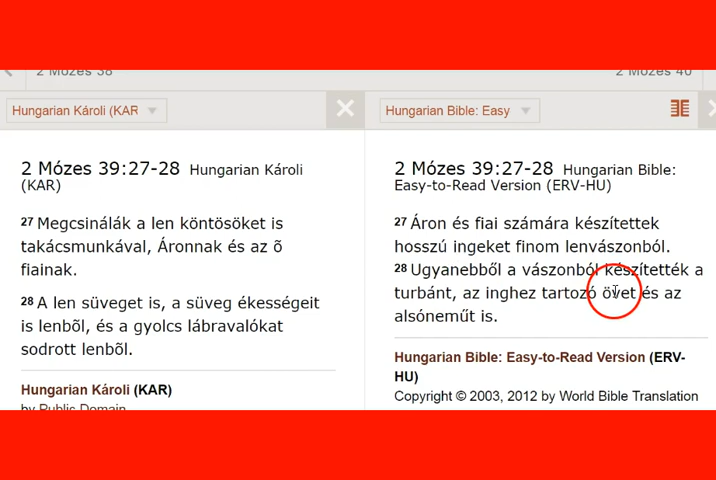 2 Mózes 38
2 Mózes 40
Hungarian Károli (KAR
Hungarian Bible: Easy
2 Mózes 39:27-28 Hungarian Károli
(KAR)
27 Megcsinálák a len köntösöket is
takácsmunkával, Áronnak és az õ
fiainak.
28 A len süveget is, a süveg ékességeit
is lenbõl, és a gyolcs lábravalókat
sodrott lenbõl.
Hungarian Károli (KAR)
by Public Domain
2 Mózes 39:27-28 Hungarian Bible:
Easy-to-Read Version (ERV-HU)
27 Áron és fiai számára készítettek
hosszú ingeket finom lenvászonból.
28 Ugyanebből a vászonból készítették a
turbánt, az inghez tartozó övet és az
alsóneműt is.
Hungarian Bible: Easy-to-Read Version (ERV-
HU)
Copyright © 2003, 2012 by World Bible Translation